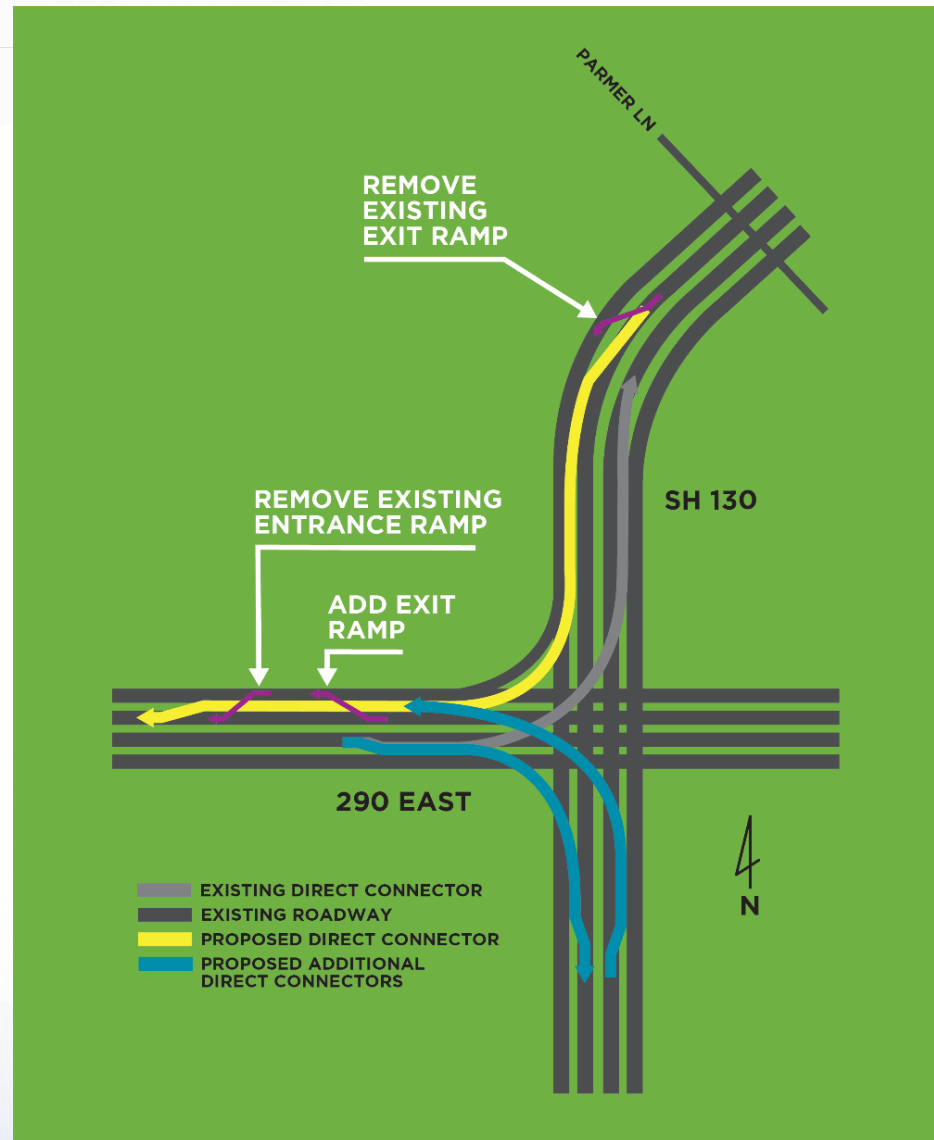 PARMER LN
REMOVE
EXISTING
EXIT RAMP
REMOVE EXISTING
ENTRANCE RAMP
SH 130
ADD EXIT
RAMP
290 EAST
N
EXISTING DIRECT CONNECTOR
EXISTING ROADWAY
PROPOSED DIRECT CONNECTOR
PROPOSED ADDITIONAL
DIRECT CONNECTORS